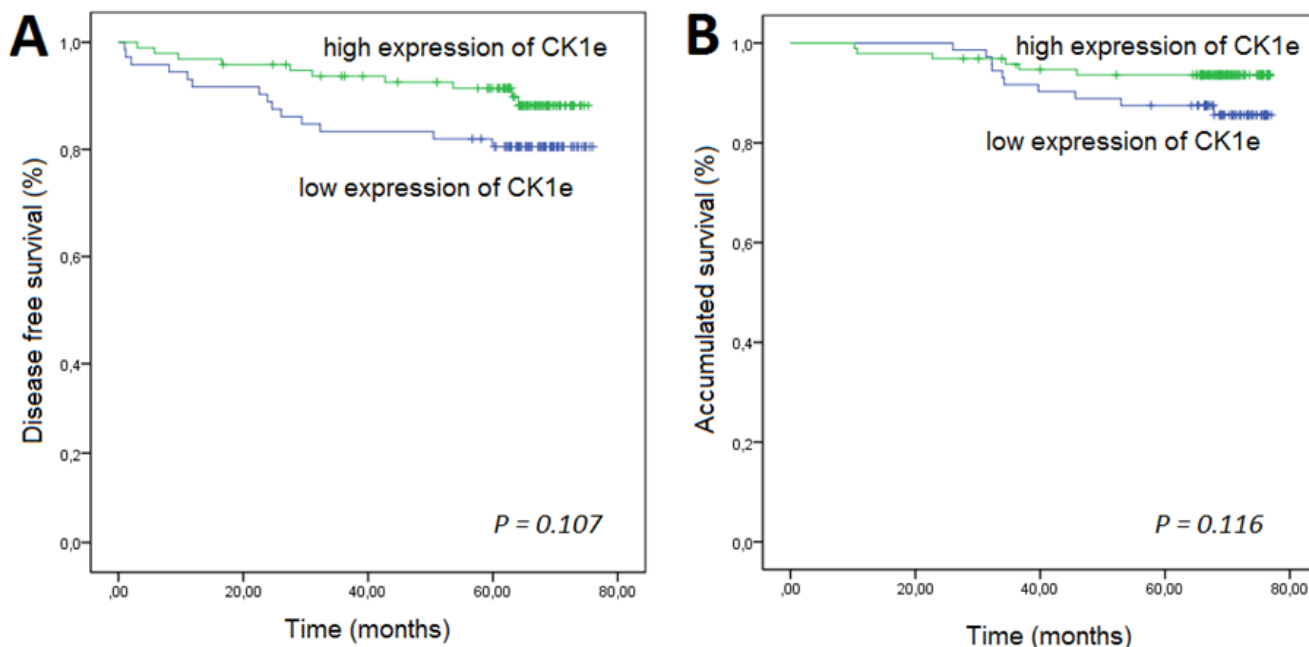 A
Disease free survival (%)
1,0
0,8
0,6
0,4
0,2
0,0
high expression of CK1e
low expression of CK1e
P = 0.107
,00
20,00
40,00
60,00
80,00
Time (months)
B
Accumulated survival (%)
1,0
0,8
0,6
0,4
0,2
0,0
high expression of CK1e
low expression of CK1e
P = 0.116
,00
20,00
40,00
60,00
80,00
Time (months)